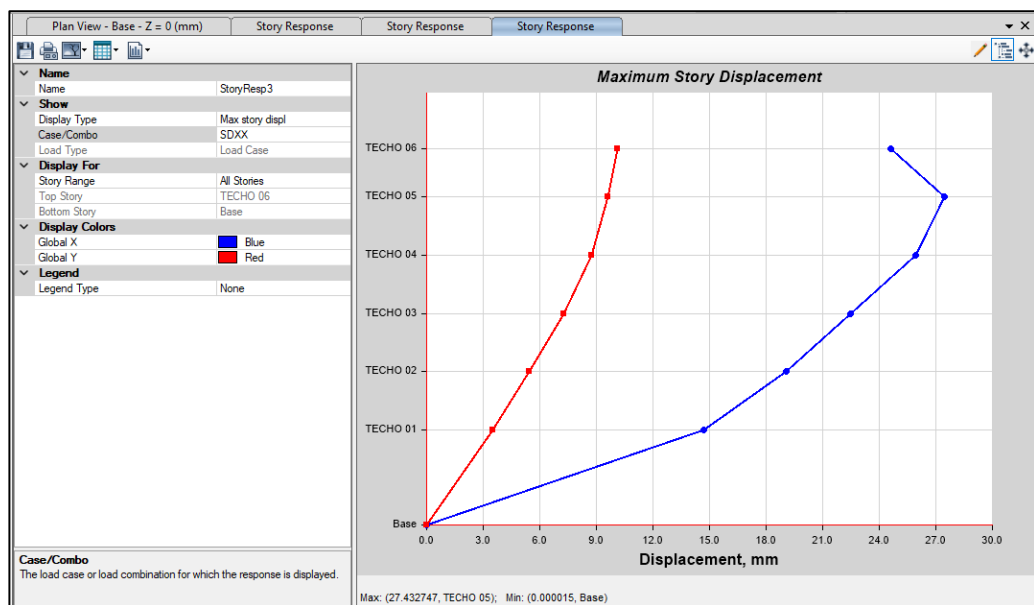 Plan View - Base - Z = 0 (mm)
Story Response
Story Response
Story Response
Name
Name StoryResp3
Show
Display Type Max story displ
Case/Combo SDXX
Load Type Load Case
Display For
Story Range All Stories
Top Story TECHO 06
Bottom Story Base
Display Colors
Global X Blue
Global Y Red
Legend
Legend Type None
Case/Combo
The load case or load combination for which the response is displayed.
Maximum Story Displacement
TECHO 06
TECHO 05
TECHO 04
TECHO 03
TECHO 02
TECHO 01
Base
0.0 3.0 6.0 9.0 12.0 15.0 18.0 21.0 24.0 27.0 30.0
Displacement, mm
Max: (27.432747, TECHO 05); Min: (0.000015, Base)